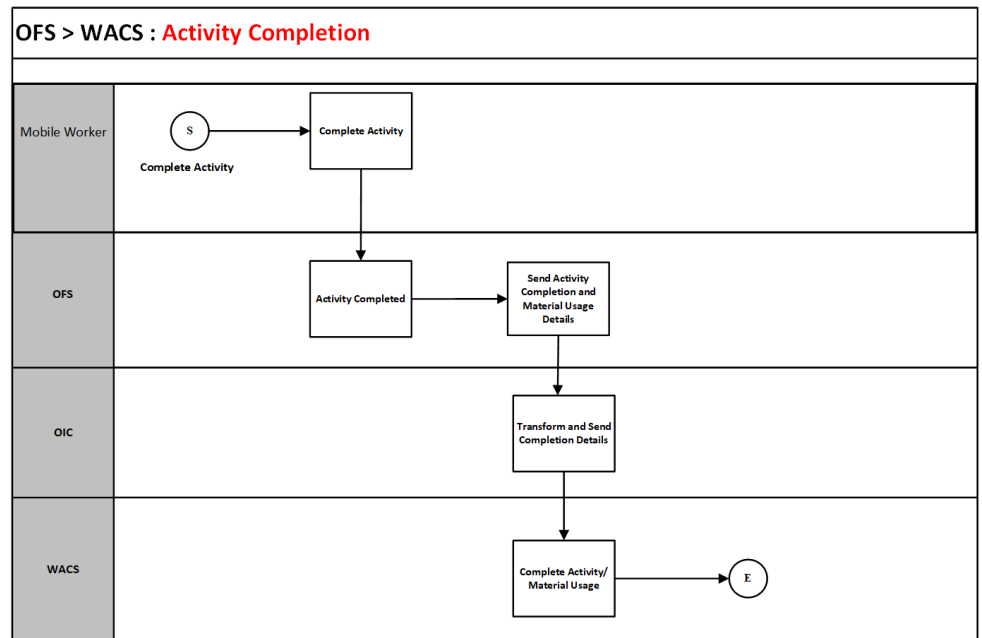 OFS > WACS : Activity Completion
Mobile Worker
S
Complete Activity
Complete Activity
OFS
Activity Completed
Send Activity
Completion and
Material Usage
Details
OIC
Transform and Send
Completion Details
WACS
Complete Activity/
Material Usage
E